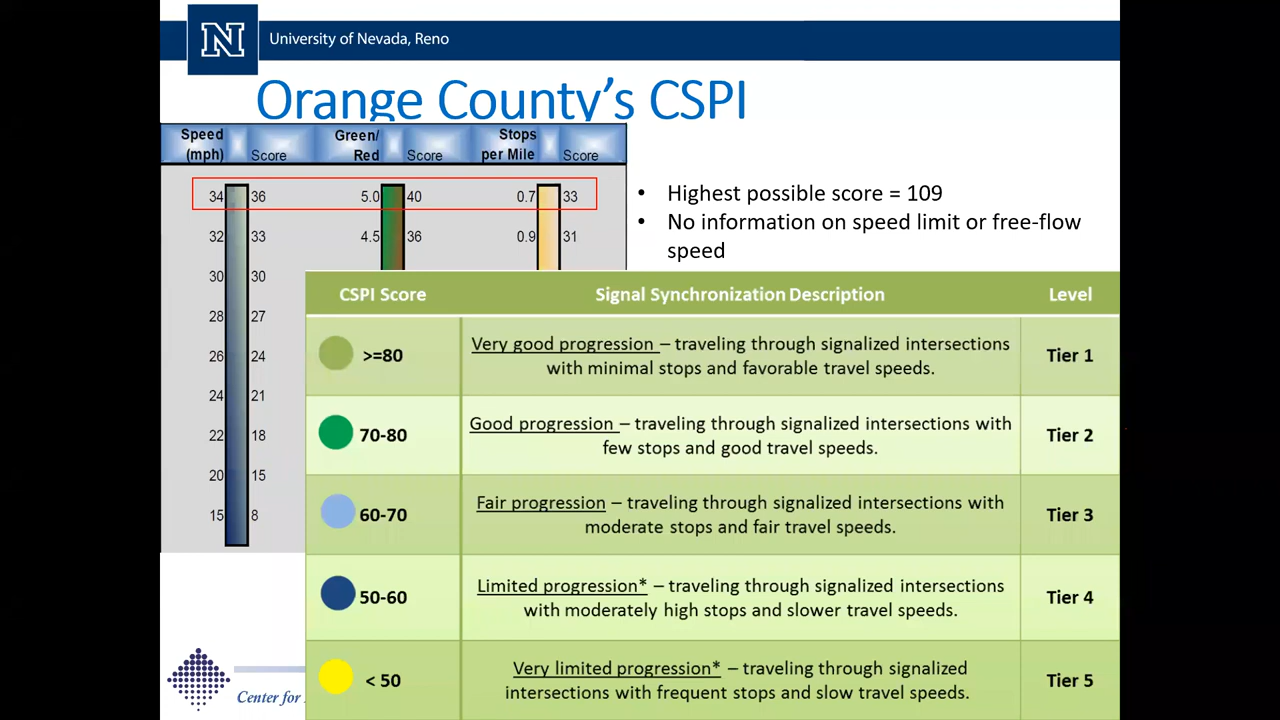 N University of Nevada, Reno
Orange County's CSPI
Speed Green/ Stops
(mph) Score Red Score per Mile Score
34 36 5.0 40 0.7 33
32 33 4.5 36 0.9 31
30 30
28 27
26 24
24 21
22 18
20 15
15 8
• Highest possible score = 109
• No information on speed limit or free-flow
speed
CSPI Score Signal Synchronization Description Level
>=80 Very good progression – traveling through signalized intersections
with minimal stops and favorable travel speeds. Tier 1
70-80 Good progression – traveling through signalized intersections with
few stops and good travel speeds. Tier 2
60-70 Fair progression – traveling through signalized intersections with
moderate stops and fair travel speeds. Tier 3
50-60 Limited progression* – traveling through signalized intersections
with moderately high stops and slower travel speeds. Tier 4
< 50 Very limited progression* – traveling through signalized
intersections with frequent stops and slow travel speeds. Tier 5
Center for